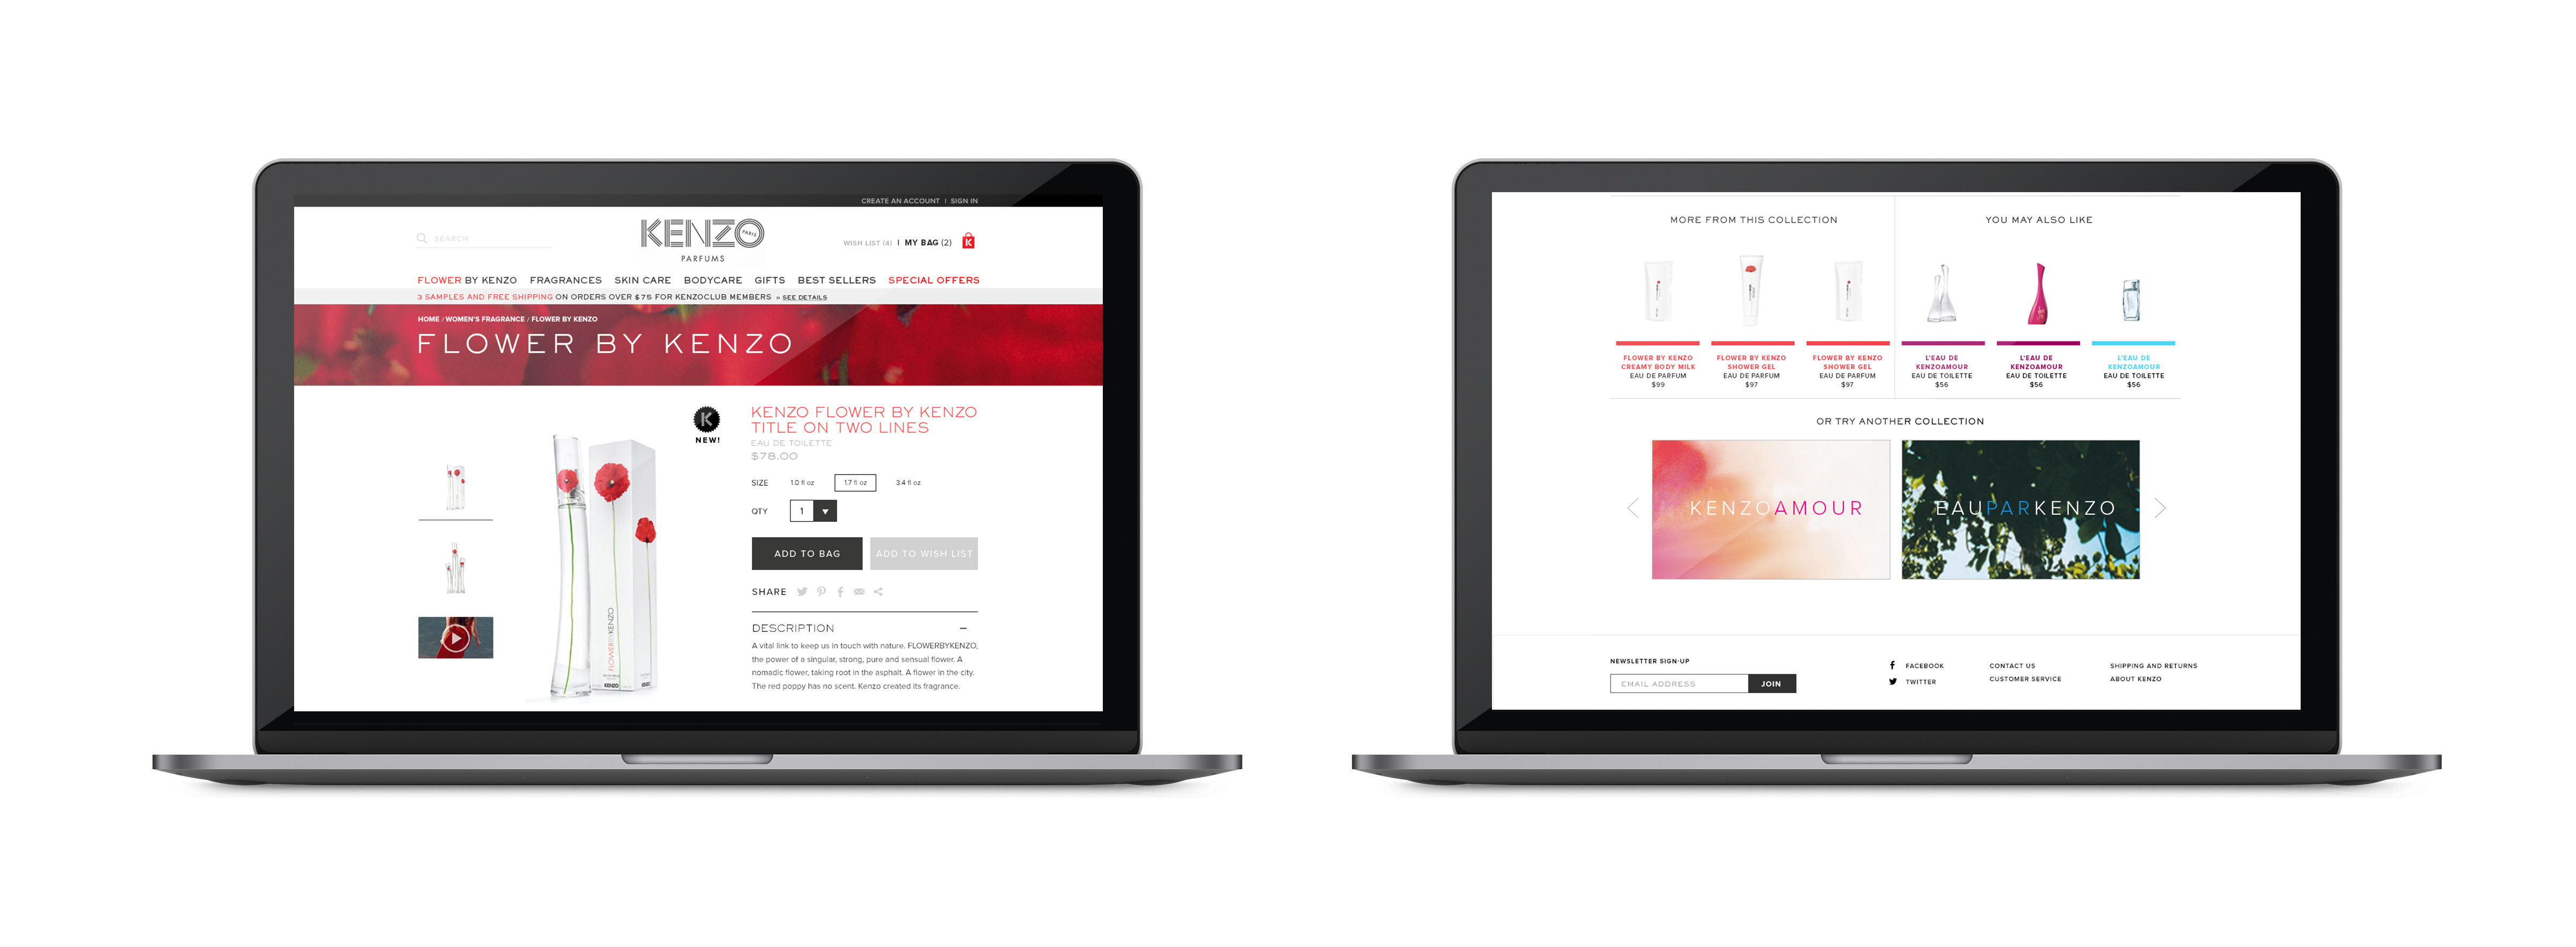 CREATE AN ACCOUNT | SIGN IN
SEARCH
KENZO
PARIS
PARFUMS
WISH LIST (4) | MY BAG (2)
K
FLOWER BY KENZO FRAGRANCES SKIN CARE BODYCARE GIFTS BEST SELLERS SPECIAL OFFERS
3 SAMPLES AND FREE SHIPPING ON ORDERS OVER $75 FOR KENZOCLUB MEMBERS » SEE DETAILS
HOME / WOMEN'S FRAGRANCE / FLOWER BY KENZO
FLOWER BY KENZO
K
NEW!
FLOWERBYKENZO
KENZO
KENZO FLOWER BY KENZO
TITLE ON TWO LINES
EAU DE TOILETTE
$78.00
SIZE 1.0 fl oz 1.7 fl oz 3.4 fl oz
QTY 1
ADD TO BAG ADD TO WISH LIST
SHARE
DESCRIPTION –
A vital link to keep us in touch with nature. FLOWERBYKENZO,
the power of a singular, strong, pure and sensual flower. A
nomadic flower, taking root in the asphalt. A flower in the city.
The red poppy has no scent. Kenzo created its fragrance.
MORE FROM THIS COLLECTION
FLOWER BY KENZO
CREAMY BODY MILK
EAU DE PARFUM
$99
FLOWER BY KENZO
SHOWER GEL
EAU DE PARFUM
$97
FLOWER BY KENZO
SHOWER GEL
EAU DE PARFUM
$97
YOU MAY ALSO LIKE
L'EAU DE
KENZOAMOUR
EAU DE TOILETTE
$56
L'EAU DE
KENZOAMOUR
EAU DE TOILETTE
$56
L'EAU DE
KENZOAMOUR
EAU DE TOILETTE
$56
OR TRY ANOTHER COLLECTION
KENZOAMOUR
EAUPARKENZO
NEWSLETTER SIGN-UP
EMAIL ADDRESS JOIN
FACEBOOK
TWITTER
CONTACT US
CUSTOMER SERVICE
SHIPPING AND RETURNS
ABOUT KENZO